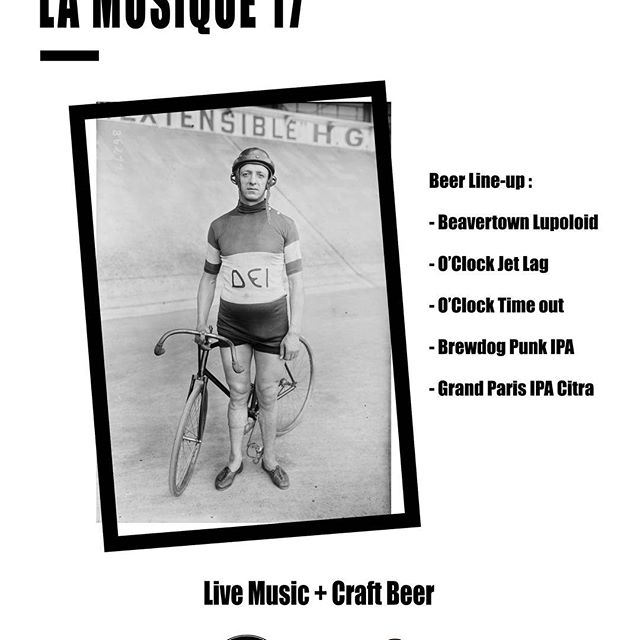 LA MUSIQUE 17
EXTENSIBLE" H.G.
Beer Line-up :
- Beavertown Lupoloid
- O'Clock Jet Lag
- O'Clock Time out
- Brewdog Punk IPA
- Grand Paris IPA Citra
DEI
Live Music + Craft Beer